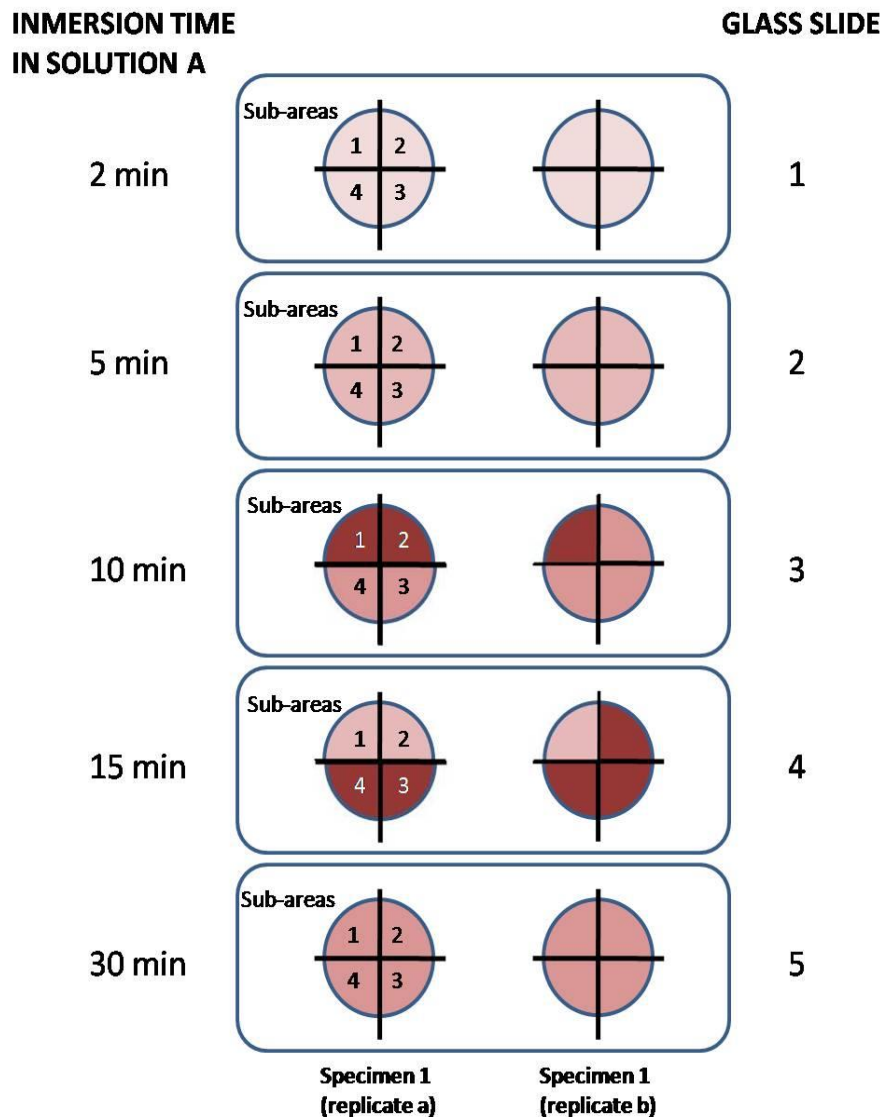 INMERSION TIME
IN SOLUTION A
GLASS SLIDE
Sub-areas
1 2
4 3
2 min
1
Sub-areas
1 2
4 3
5 min
2
Sub-areas
1 2
4 3
10 min
3
Sub-areas
1 2
4 3
15 min
4
Sub-areas
1 2
4 3
30 min
5
Specimen 1
(replicate a)
Specimen 1
(replicate b)